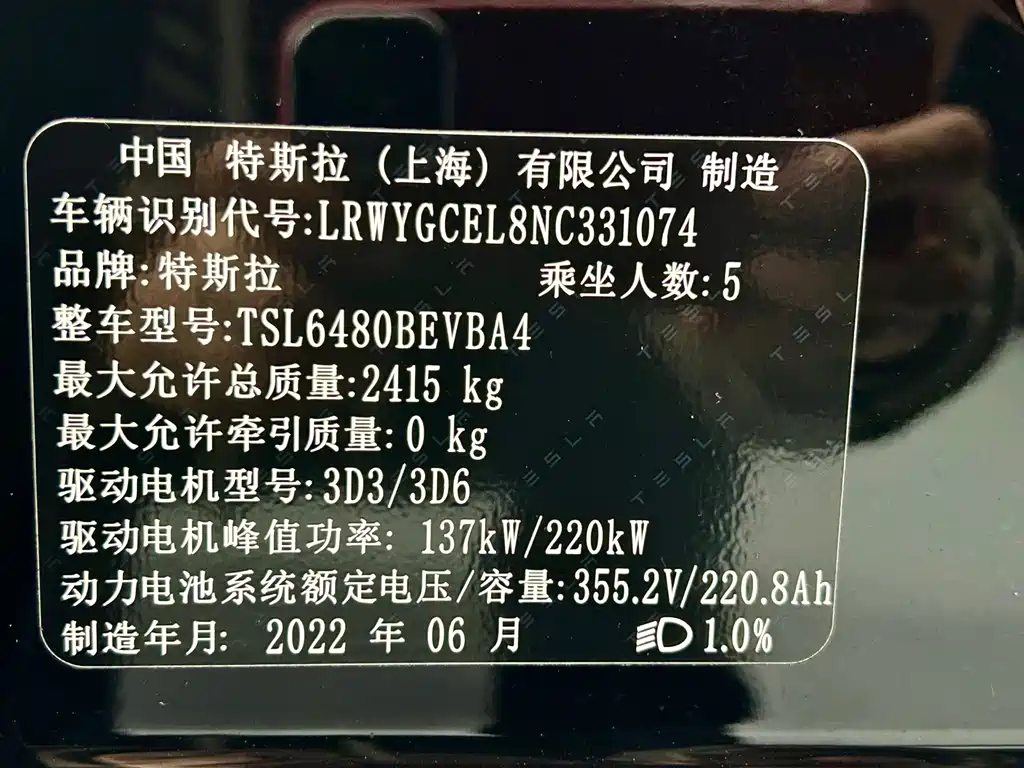 中国 特斯拉 (上海) 有限公司 制造
车辆识别代号:LRWYGCEL8NC331074
品牌:特斯拉 乘坐人数:5
整车型号:TSL6480BEVBA4
最大允许总质量:2415 kg
最大允许牵引质量:0 kg
驱动电机型号:3D3/3D6
驱动电机峰值功率: 137kW/220kW
动力电池系统额定电压/容量:355.2V/220.8Ah
制造年月: 2022 年 06 月 1.0%